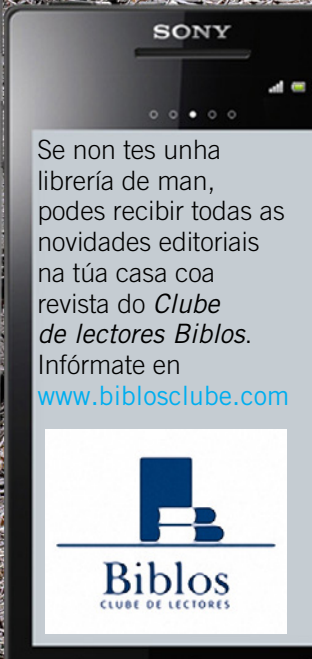 SONY
Se non tes unha
librería de man,
podes recibir todas as
novidades editoriais
na túa casa coa
revista do Clube
de lectores Biblos.
Infórmate en
www.biblosclube.com
Biblos
CLUBE DE LECTORES